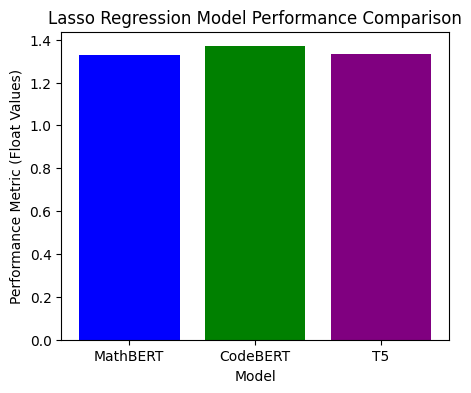 Lasso Regression Model Performance Comparison
Performance Metric (Float Values)
1.4
1.2
1.0
0.8
0.6
0.4
0.2
0.0
MathBERT CodeBERT T5
Model